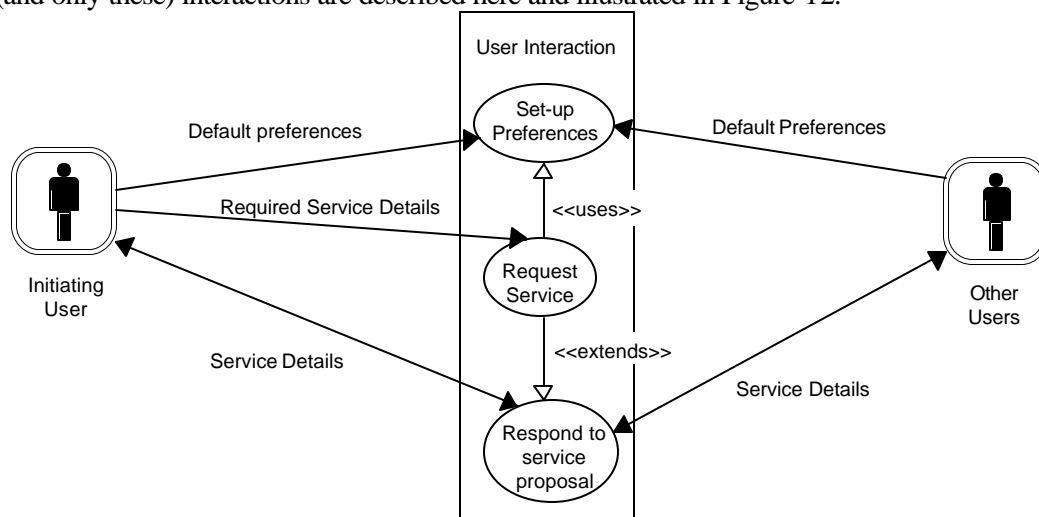 (and only these) interactions are described here and illustrated in Figure T2.
User Interaction
Set-up
Preferences
Default preferences
Default Preferences
Required Service Details
<<uses>>
Request
Service
Initiating
User
Other
Users
<<extends>>
Service Details
Service Details
Respond to
service
proposal